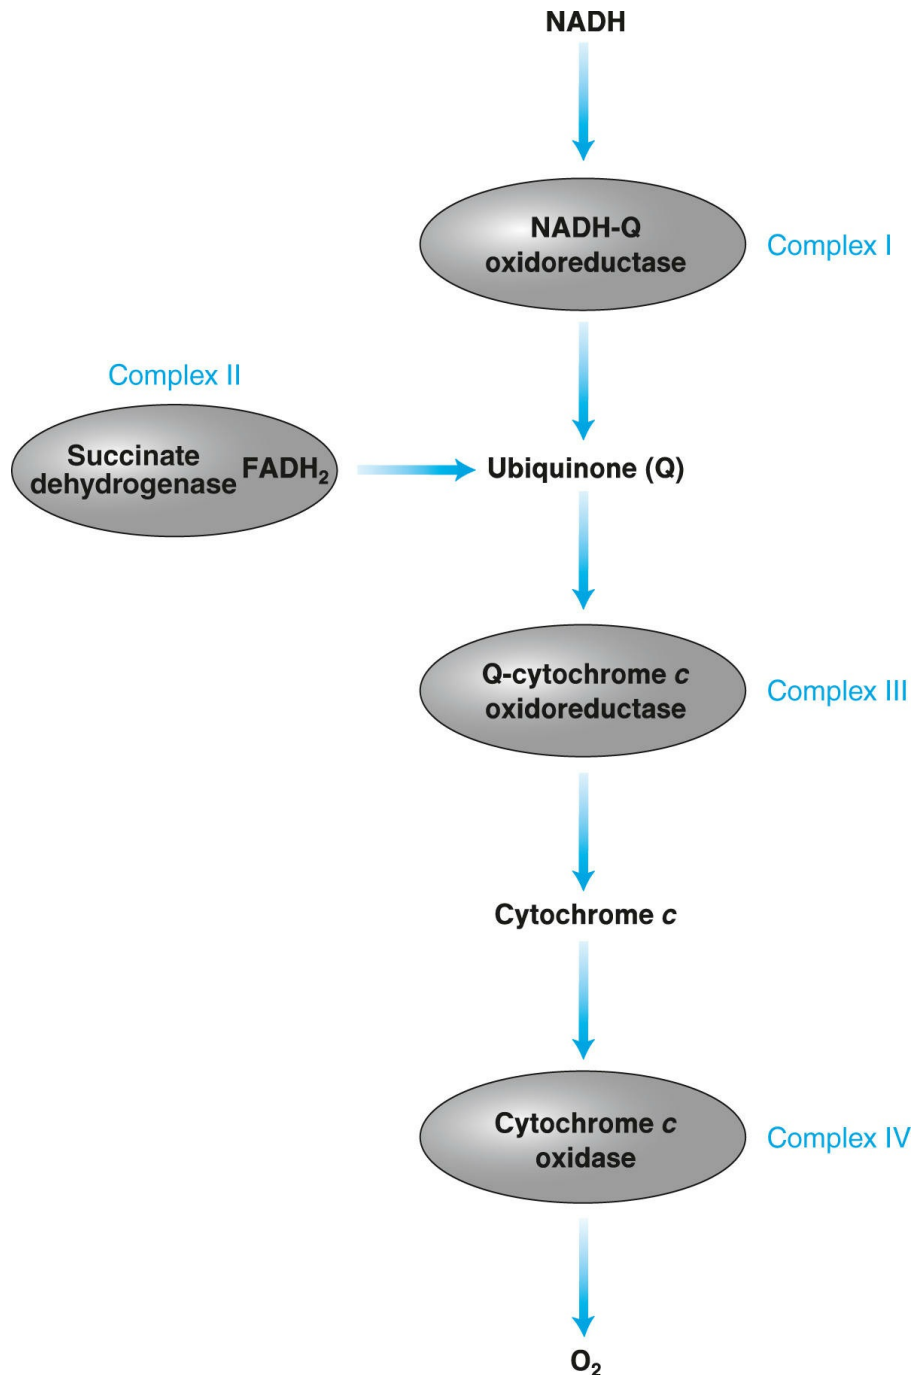 NADH
NADH-Q
oxidoreductase
Complex I
Complex II
Succinate
dehydrogenase
FADH₂
Ubiquinone (Q)
Q-cytochrome c
oxidoreductase
Complex III
Cytochrome c
Cytochrome c
oxidase
Complex IV
O₂